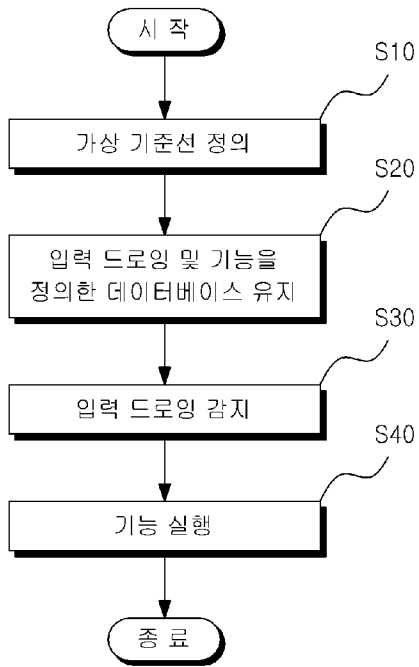 시 작
S10
가상 기준선 정의
S20
입력 드로잉 및 기능을
정의한 데이터베이스 유지
S30
입력 드로잉 감지
S40
기능 실행
종 료